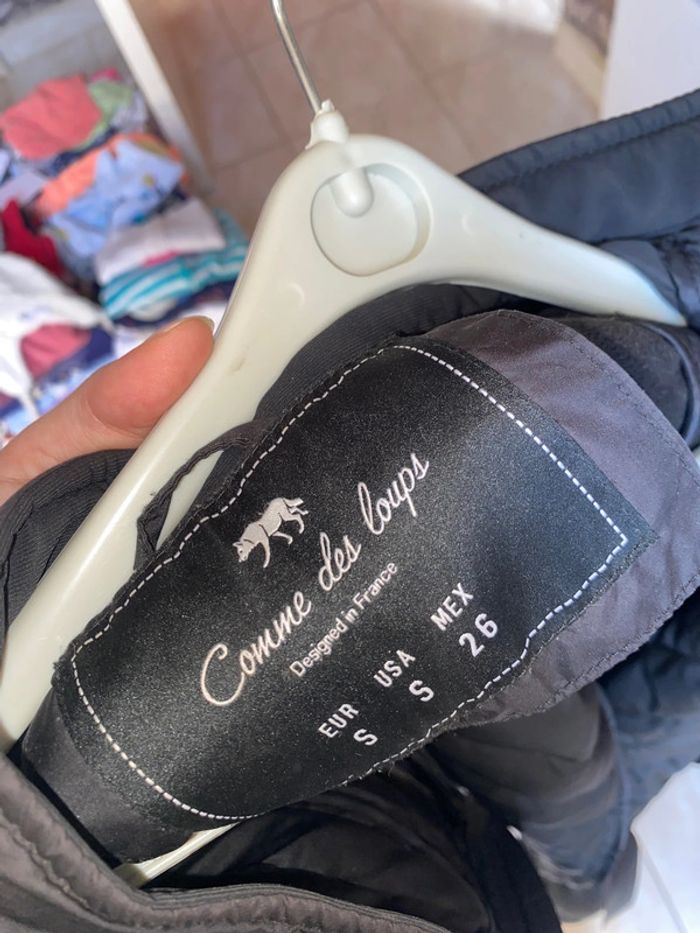 Comme des loups
Designed in France
EUR USA MEX
S S 26